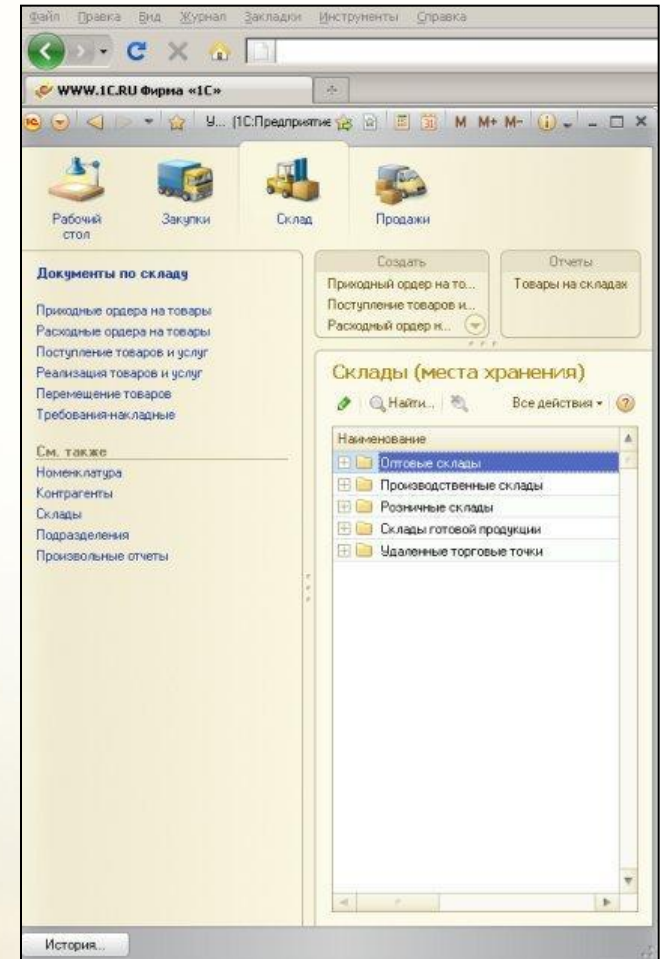 Файл Правка Вид Журнал Закладки Инструменты Справка
WWW.1C.RU Фирма «1С»
У... (1С:Предприятие M M+ M-
Рабочий стол
Закупки
Склад
Продажи
Документы по складу
Приходные ордера на товары
Расходные ордера на товары
Поступление товаров и услуг
Реализация товаров и услуг
Перемещение товаров
Требования-накладные
См. также
Номенклатура
Контрагенты
Склады
Подразделения
Произвольные отчеты
Создать
Приходный ордер на то...
Поступление товаров и...
Расходный ордер н...
Отчеты
Товары на складах
Склады (места хранения)
Найти... Все действия
Наименование
Оптовые склады
Производственные склады
Розничные склады
Склады готовой продукции
Удаленные торговые точки
История...